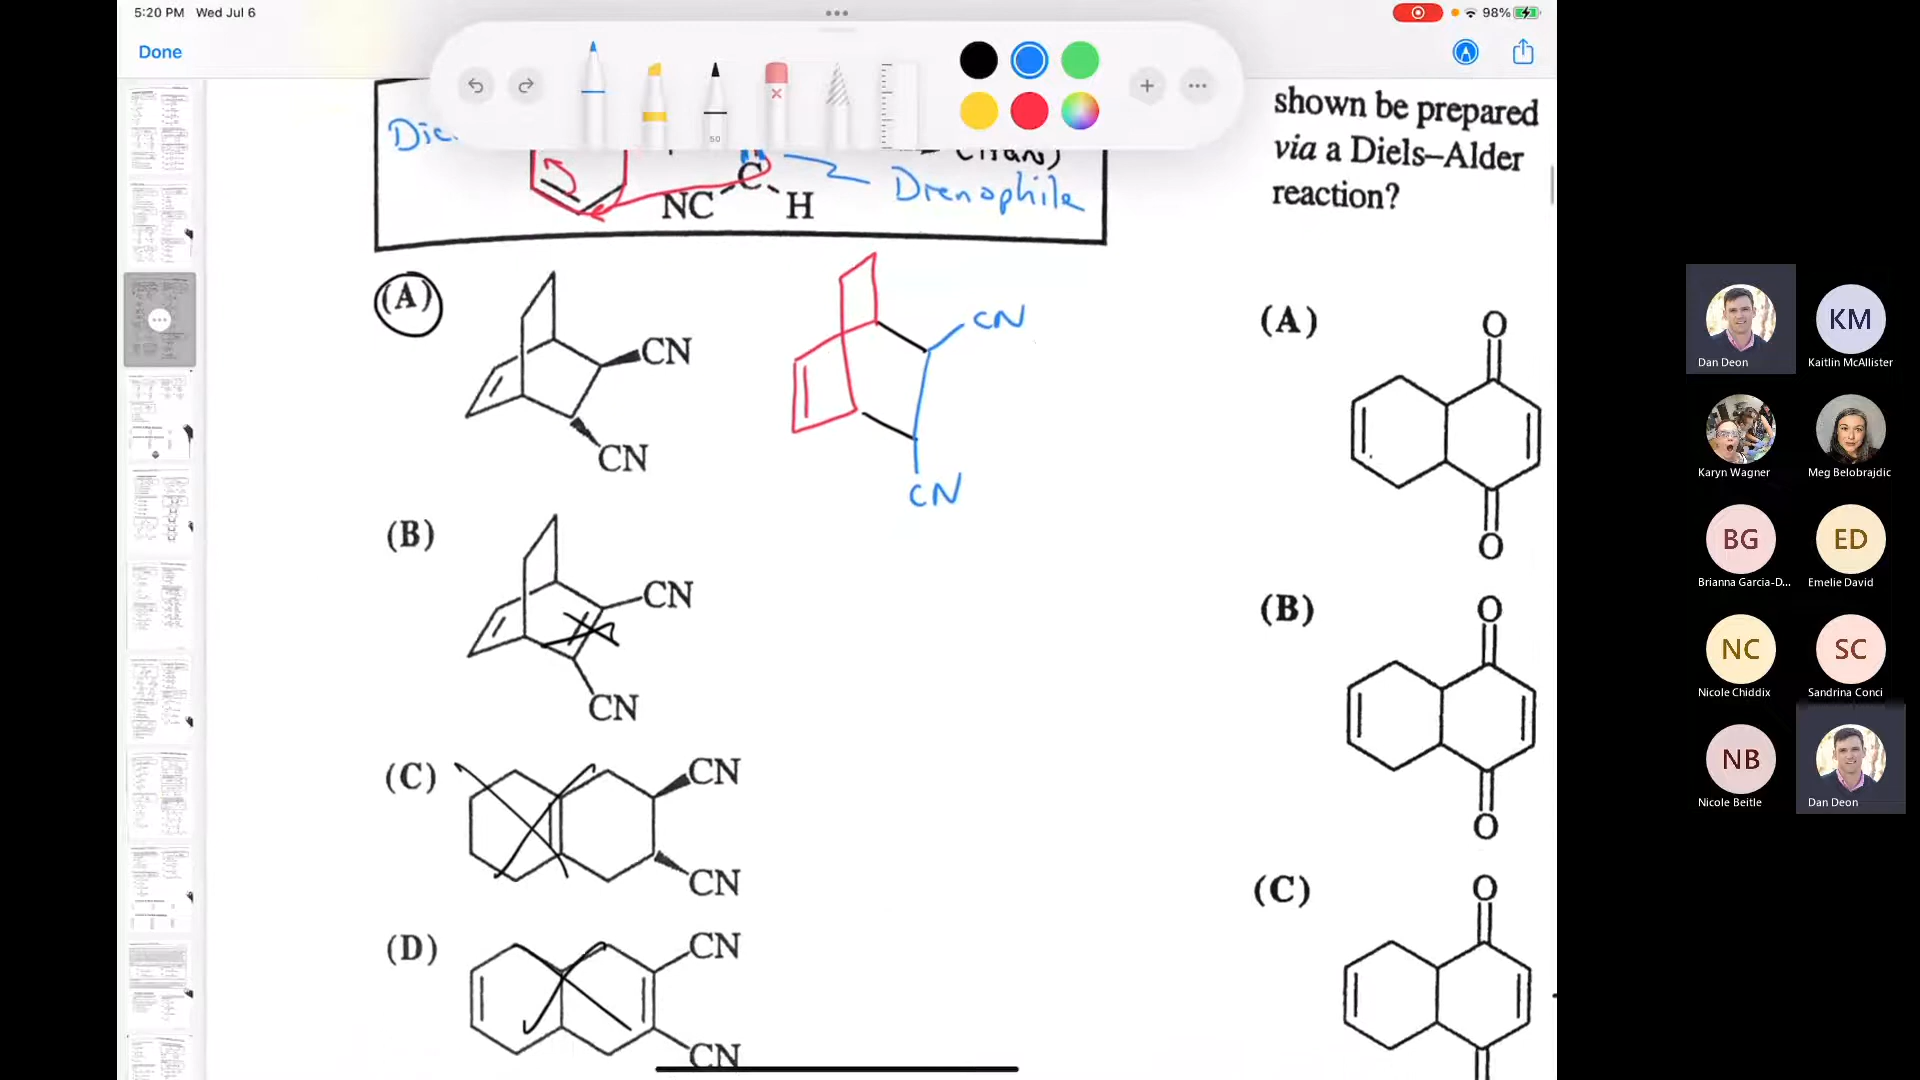 5:20 PM Wed Jul 6
98%
Done
50
NC
C
H
Dienophile
(A)
CN
CN
CN
CN
(B)
CN
CN
(C)
CN
CN
(D)
CN
CN
shown be prepared
via a Diels–Alder
reaction?
(A)
O
O
(B)
O
O
(C)
O
Dan Deon
KM
Kaitlin McAllister
Karyn Wagner
Meg Belobrajdic
BG
Brianna Garcia-D...
ED
Emelie David
NC
Nicole Chiddix
SC
Sandrina Conci
NB
Nicole Beitle
Dan Deon